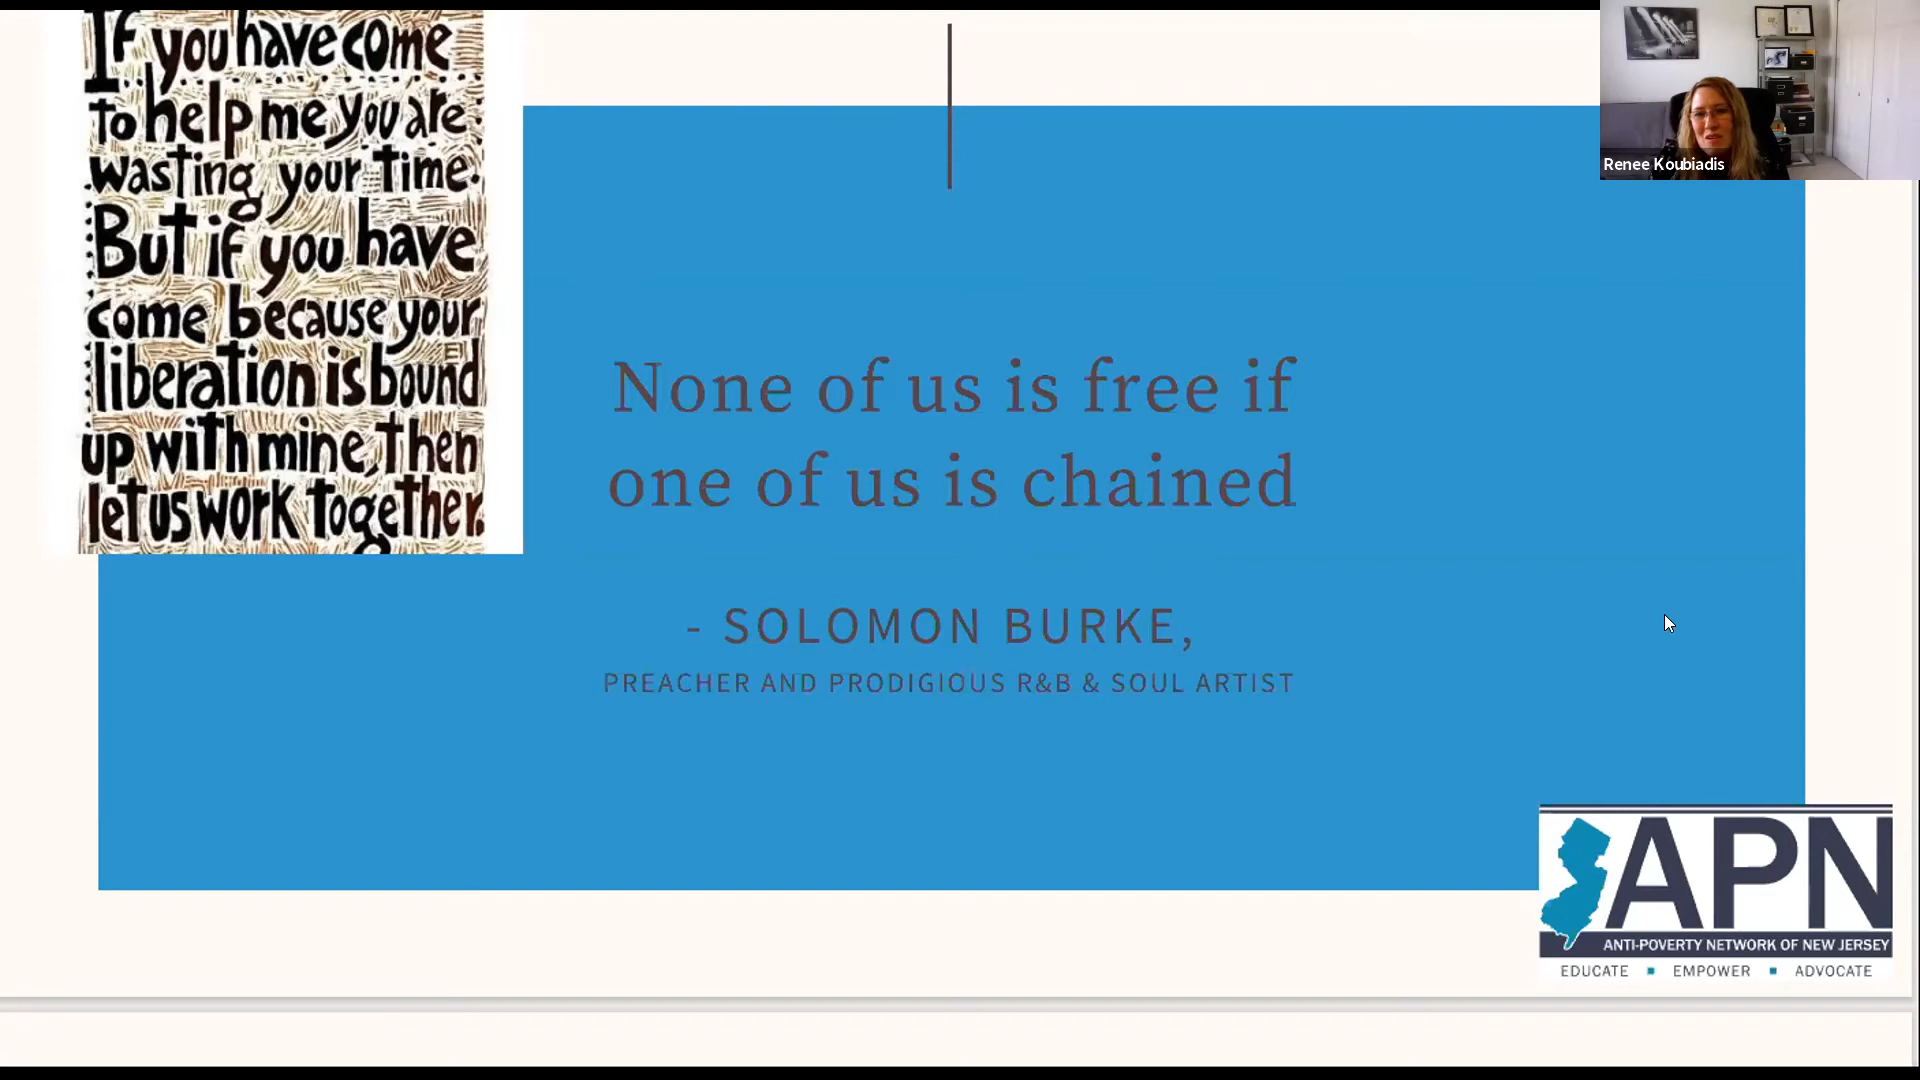 If you have come
to help me you are
wasting your time.
But if you have
come because your
liberation is bound
up with mine, then
let us work together.
None of us is free if
one of us is chained
- SOLOMON BURKE,
PREACHER AND PRODIGIOUS R&B & SOUL ARTIST
Renee Koubiadis
APN
ANTI-POVERTY NETWORK OF NEW JERSEY
EDUCATE ▪ EMPOWER ▪ ADVOCATE